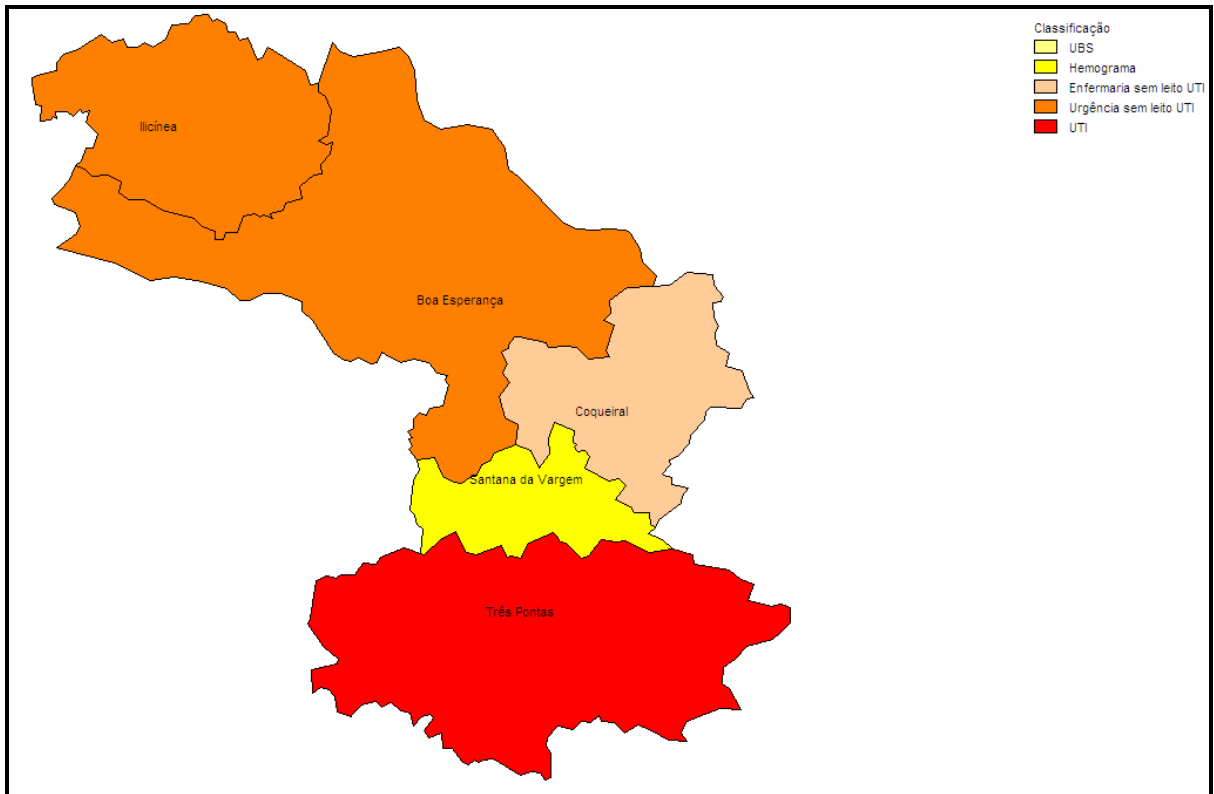 Classificação
UBS
Hemograma
Enfermaria sem leito UTI
Urgência sem leito UTI
UTI
Ilicínea
Boa Esperança
Coqueiral
Santana da Vargem
Três Pontas